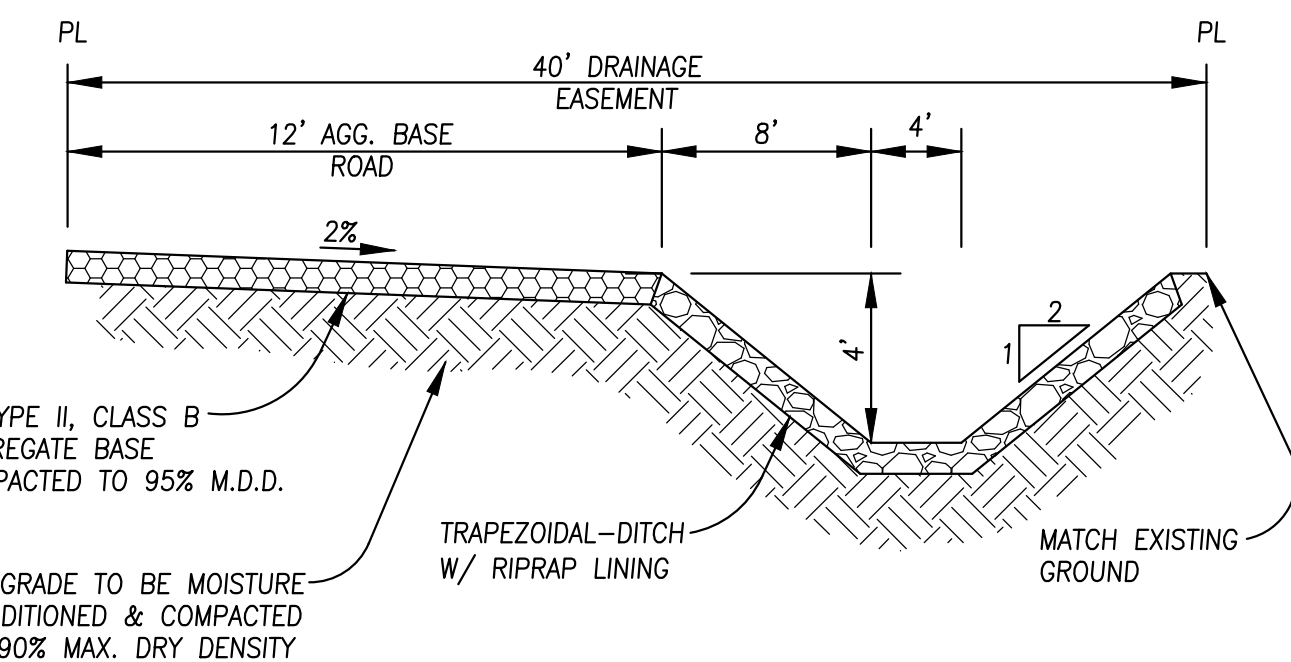 PL
PL
40' DRAINAGE
EASEMENT
12' AGG. BASE
ROAD
8'
4'
2%
4'
2
1
YPE II, CLASS B
REGATE BASE
PACTED TO 95% M.D.D.
TRAPEZOIDAL-DITCH
W/ RIPRAP LINING
MATCH EXISTING
GROUND
GRADE TO BE MOISTURE
DITIONED & COMPACTED
90% MAX. DRY DENSITY